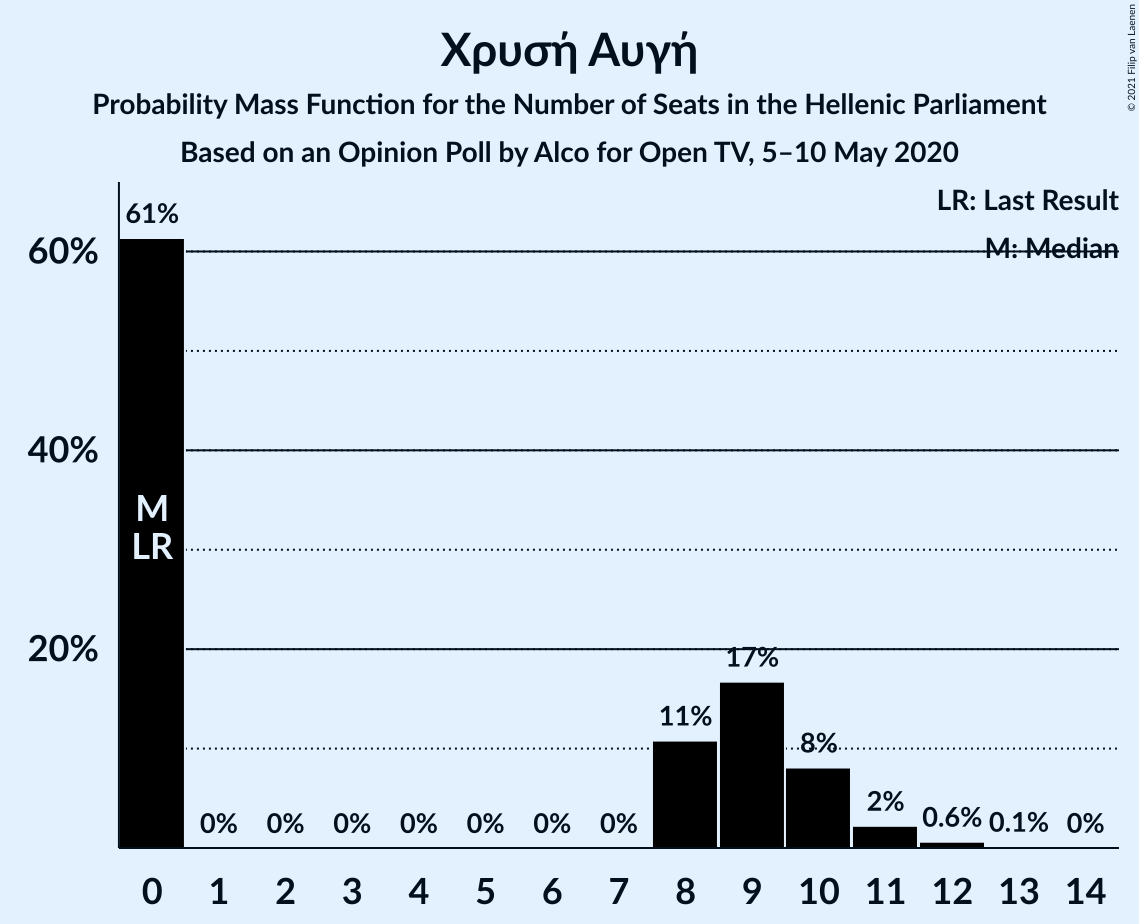 Χρυσή Αυγή
Probability Mass Function for the Number of Seats in the Hellenic Parliament
Based on an Opinion Poll by Alco for Open TV, 5–10 May 2020
© 2021 Filip van Laenen
LR: Last Result
M: Median
61%
60%
40%
M
LR
20%
17%
11%
8%
2%
0% 0% 0% 0% 0% 0% 0% 0.6% 0.1% 0%
0 1 2 3 4 5 6 7 8 9 10 11 12 13 14